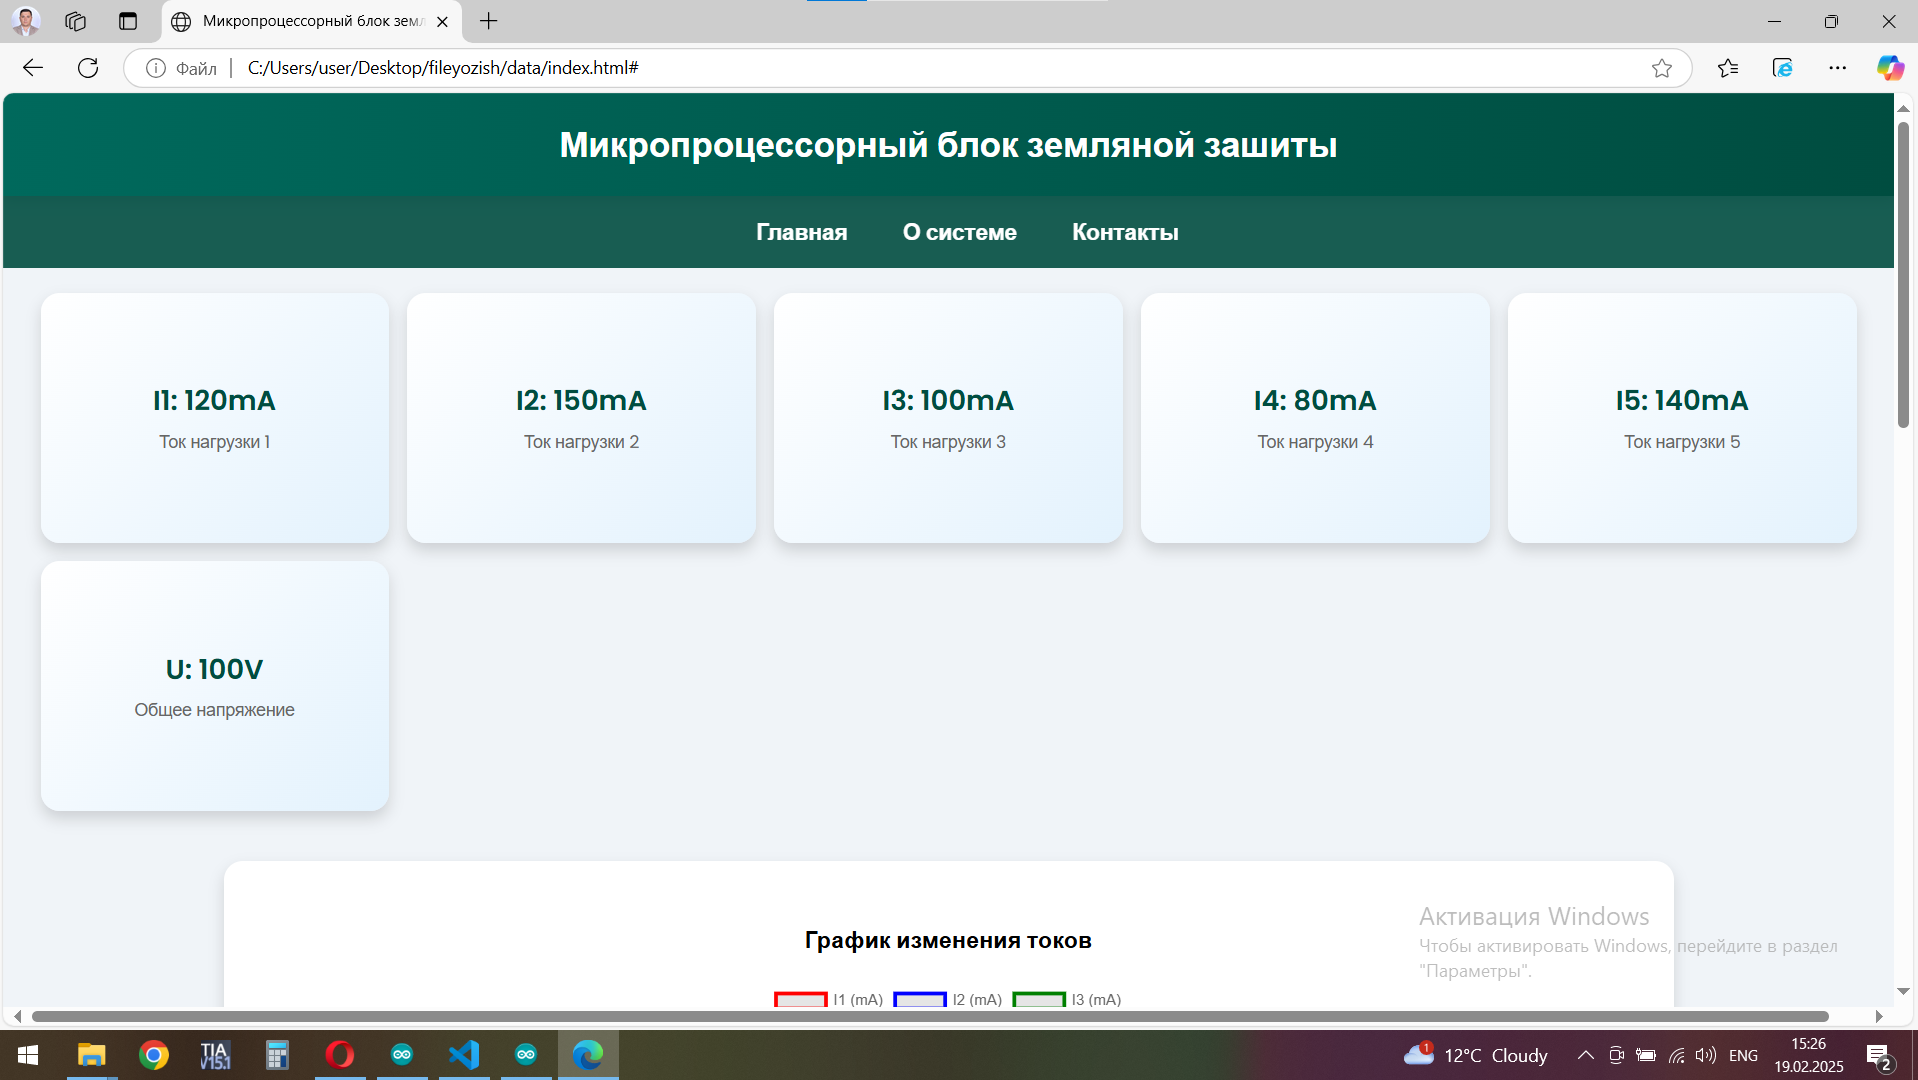 Микропроцессорный блок зем
Файл
C:/Users/user/Desktop/fileyozish/data/index.html#
Микропроцессорный блок земляной зашиты
Главная О системе Контакты
I1: 120mA
Ток нагрузки 1
I2: 150mA
Ток нагрузки 2
I3: 100mA
Ток нагрузки 3
I4: 80mA
Ток нагрузки 4
I5: 140mA
Ток нагрузки 5
U: 100V
Общее напряжение
График изменения токов
I1 (mA) I2 (mA) I3 (mA)
Активация Windows
Чтобы активировать Windows, перейдите в раздел
"Параметры".
TIA
V15.1
1
12°C Cloudy
ENG
15:26
19.02.2025
2